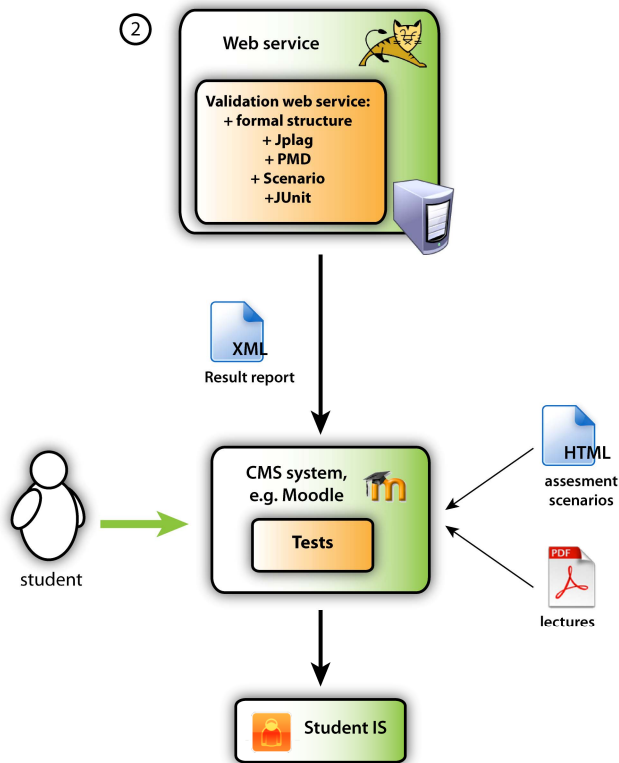 2
Web service
Validation web service:
+ formal structure
+ Jplag
+ PMD
+ Scenario
+JUnit
XML
Result report
HTML
assesment
scenarios
CMS system,
e.g. Moodle
m
Tests
student
PDF
lectures
Student IS